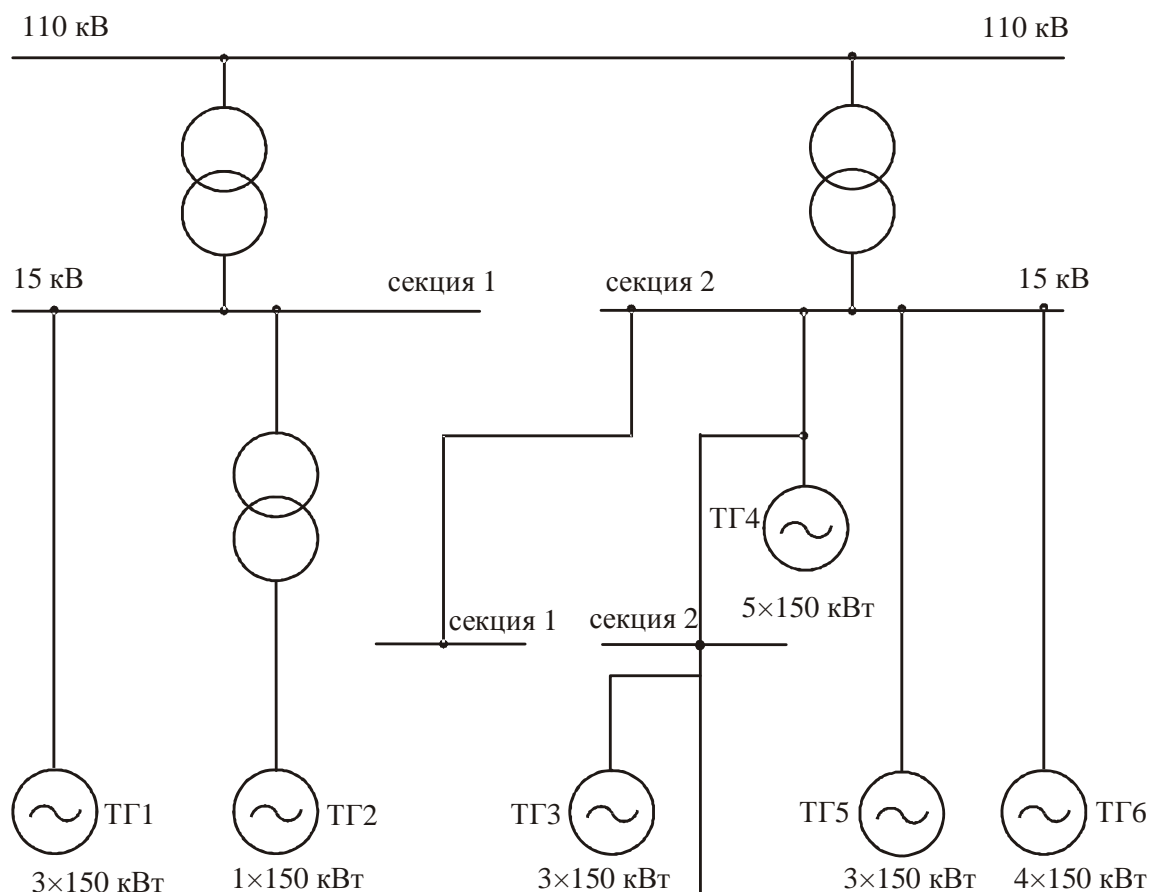 110 кВ
110 кВ
15 кВ
секция 1
секция 2
15 кВ
ТГ4
5×150 кВт
секция 1
секция 2
ТГ1
ТГ2
ТГ3
ТГ5
ТГ6
3×150 кВт
1×150 кВт
3×150 кВт
3×150 кВт
4×150 кВт